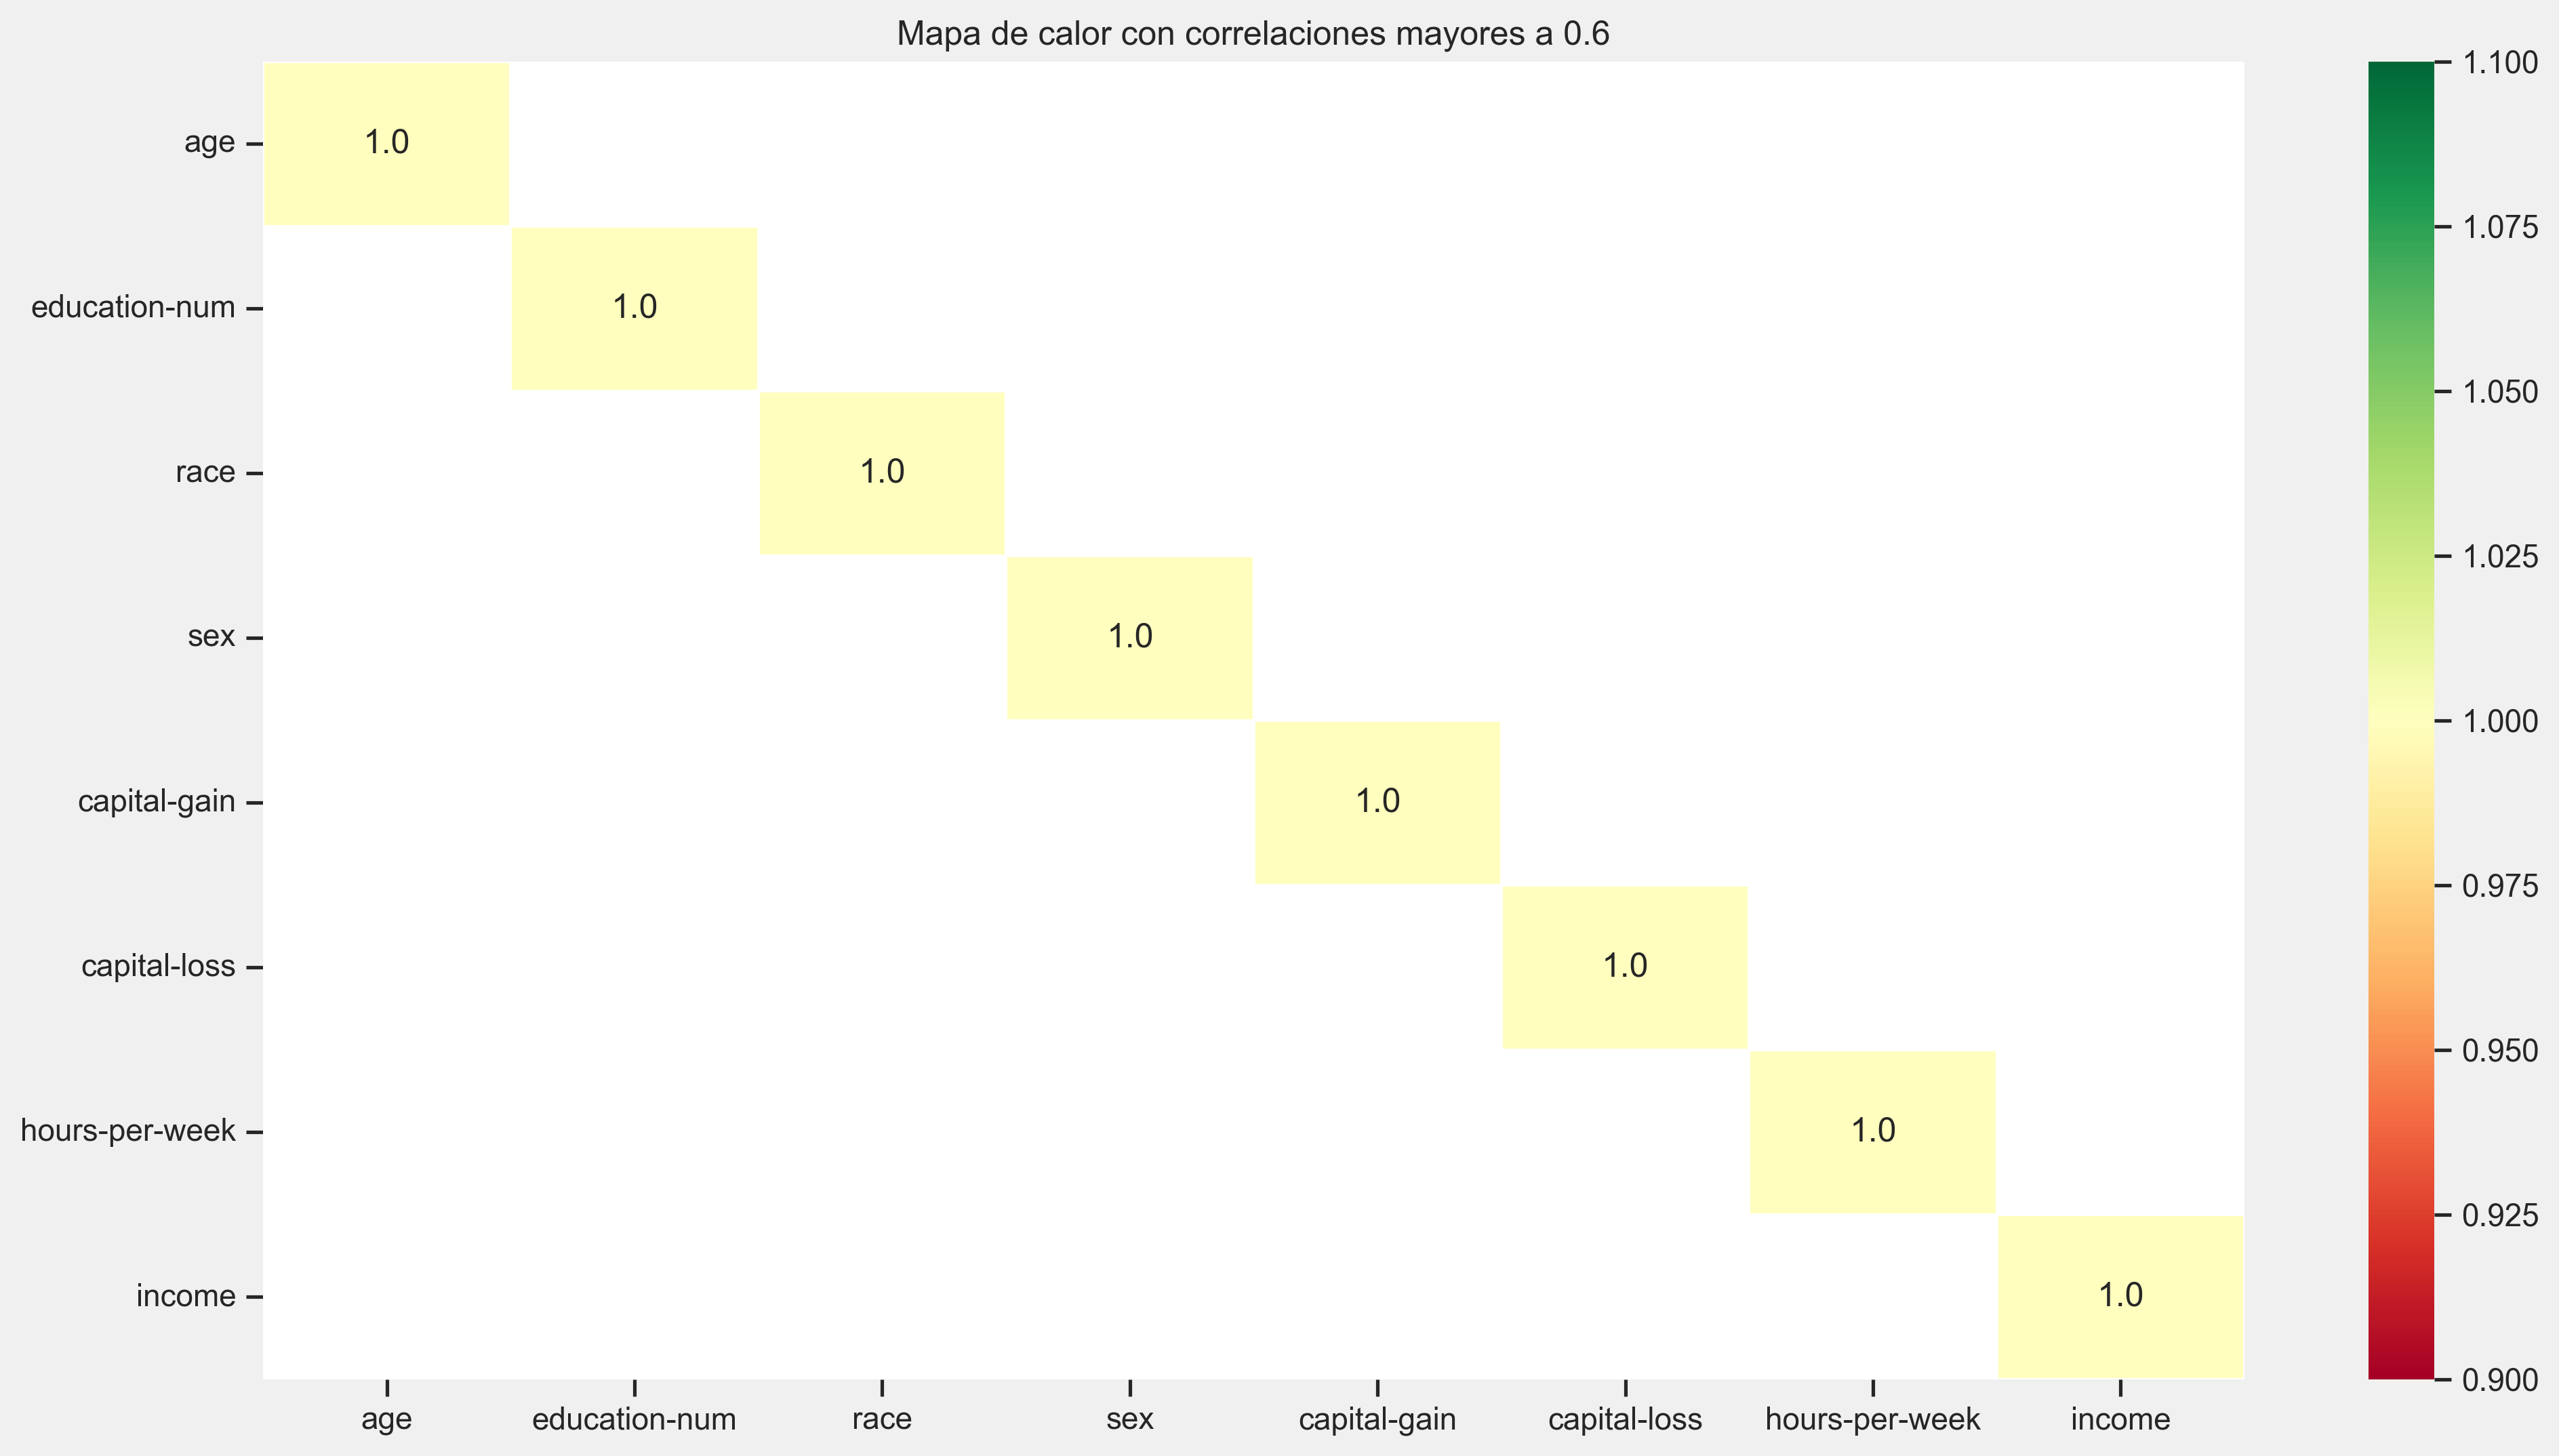 Mapa de calor con correlaciones mayores a 0.6
age
education-num
race
sex
capital-gain
capital-loss
hours-per-week
income
1.0
1.0
1.0
1.0
1.0
1.0
1.0
1.0
age education-num race sex capital-gain capital-loss hours-per-week income
1.100
1.075
1.050
1.025
1.000
0.975
0.950
0.925
0.900